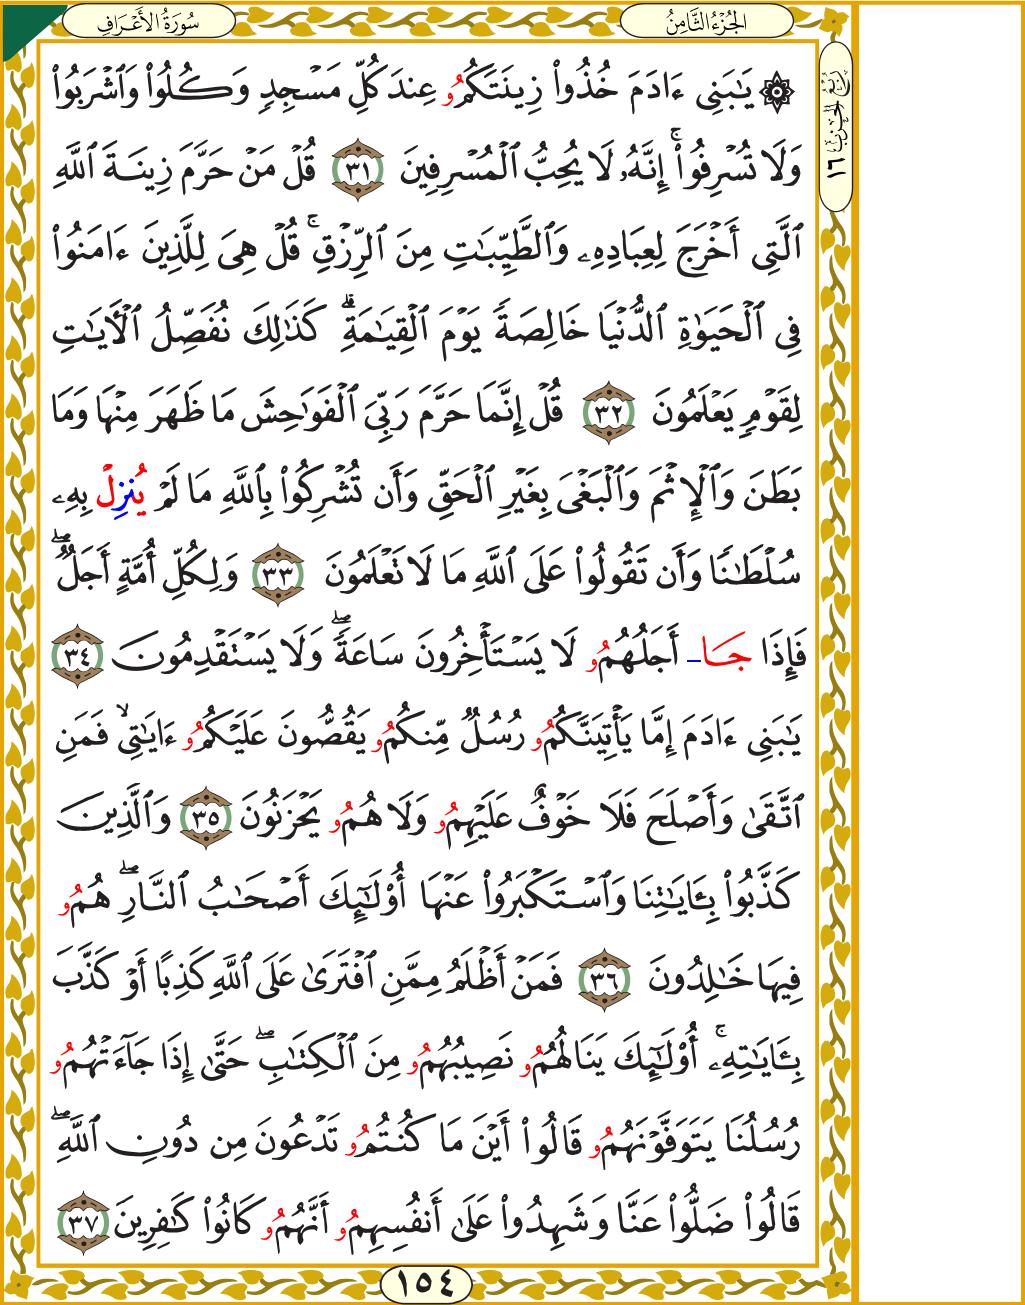 سُورَةُ الأَعْرَافِ
الجُزْءُ الثَّامِنُ
رُبْعُ الحِزْبِ ١٦
۞ يَٰبَنِى ءَادَمَ خُذُوا۟ زِينَتَكُمُو عِندَ كُلِّ مَسْجِدٍ وَكُلُوا۟ وَٱشْرَبُوا۟
وَلَا تُسْرِفُوٓا۟ ۚ إِنَّهُۥ لَا يُحِبُّ ٱلْمُسْرِفِينَ ٣١ قُلْ مَنْ حَرَّمَ زِينَةَ ٱللَّهِ
ٱلَّتِى أَخْرَجَ لِعِبَادِهِۦ وَٱلطَّيِّبَٰتِ مِنَ ٱلرِّزْقِ ۚ قُلْ هِىَ لِلَّذِينَ ءَامَنُوا۟
فِى ٱلْحَيَوٰةِ ٱلدُّنْيَا خَالِصَةً يَوْمَ ٱلْقِيَٰمَةِ ۗ كَذَٰلِكَ نُفَصِّلُ ٱلْأَيَٰتِ
لِقَوْمٍ يَعْلَمُونَ ٣٢ قُلْ إِنَّمَا حَرَّمَ رَبِّىَ ٱلْفَوَٰحِشَ مَا ظَهَرَ مِنْهَا وَمَا
بَطَنَ وَٱلْإِثْمَ وَٱلْبَغْىَ بِغَيْرِ ٱلْحَقِّ وَأَن تُشْرِكُوا۟ بِٱللَّهِ مَا لَمْ يُنزِلْ بِهِۦ
سُلْطَٰنًا وَأَن تَقُولُوا۟ عَلَى ٱللَّهِ مَا لَا تَعْلَمُونَ ٣٣ وَلِكُلِّ أُمَّةٍ أَجَلٌ ۖ
فَإِذَا جَا- أَجَلُهُمُو لَا يَسْتَأْخِرُونَ سَاعَةً ۖ وَلَا يَسْتَقْدِمُونَ ٣٤
يَٰبَنِى ءَادَمَ إِمَّا يَأْتِيَنَّكُمُو رُسُلٌ مِّنكُمُو يَقُصُّونَ عَلَيْكُمُو ءَايَٰتِى ۙ فَمَنِ
ٱتَّقَىٰ وَأَصْلَحَ فَلَا خَوْفٌ عَلَيْهِمُو وَلَا هُمُو يَحْزَنُونَ ٣٥ وَٱلَّذِينَ
كَذَّبُوا۟ بِـَٔايَٰتِنَا وَٱسْتَكْبَرُوا۟ عَنْهَا أُو۟لَٰٓئِكَ أَصْحَٰبُ ٱلنَّارِ ۖ هُمُو
فِيهَا خَٰلِدُونَ ٣٦ فَمَنْ أَظْلَمُ مِمَّنِ ٱفْتَرَىٰ عَلَى ٱللَّهِ كَذِبًا أَوْ كَذَّبَ
بِـَٔايَٰتِهِۦ ۚ أُو۟لَٰٓئِكَ يَنَالُهُمُو نَصِيبُهُمُو مِنَ ٱلْكِتَٰبِ ۖ حَتَّىٰ إِذَا جَآءَتْهُمُو
رُسُلُنَا يَتَوَفَّوْنَهُمُو قَالُوا۟ أَيْنَ مَا كُنتُمُو تَدْعُونَ مِن دُونِ ٱللَّهِ ۖ
قَالُوا۟ ضَلُّوا۟ عَنَّا وَشَهِدُوا۟ عَلَىٰ أَنفُسِهِمُو أَنَّهُمُو كَانُوا۟ كَٰفِرِينَ ٣٧
١٥٤